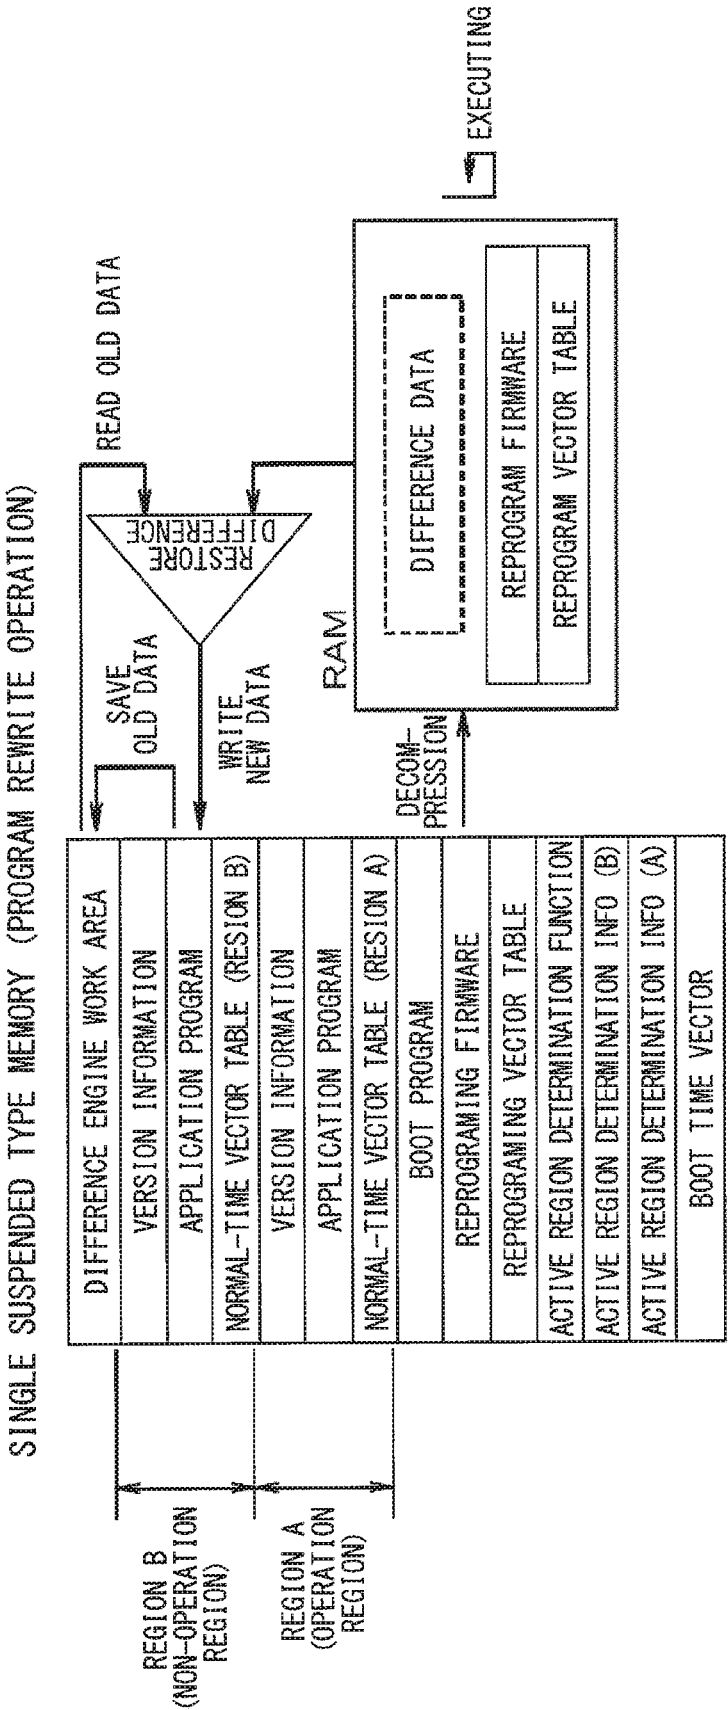 SINGLE SUSPENDED TYPE MEMORY (PROGRAM REWRITE OPERATION)
REGION B
(NON-OPERATION
REGION)
REGION A
(OPERATION
REGION)
DIFFERENCE ENGINE WORK AREA
VERSION INFORMATION
APPLICATION PROGRAM
NORMAL-TIME VECTOR TABLE (RESION B)
VERSION INFORMATION
APPLICATION PROGRAM
NORMAL-TIME VECTOR TABLE (RESION A)
BOOT PROGRAM
REPROGRAMING FIRMWARE
REPROGRAMING VECTOR TABLE
ACTIVE REGION DETERMINATION FUNCTION
ACTIVE REGION DETERMINATION INFO (B)
ACTIVE REGION DETERMINATION INFO (A)
BOOT TIME VECTOR
SAVE
OLD DATA
WRITE
NEW DATA
DECOM-
PRESSION
RESTORE
DIFFERENCE
READ OLD DATA
RAM
DIFFERENCE DATA
REPROGRAM FIRMWARE
REPROGRAM VECTOR TABLE
EXECUTING